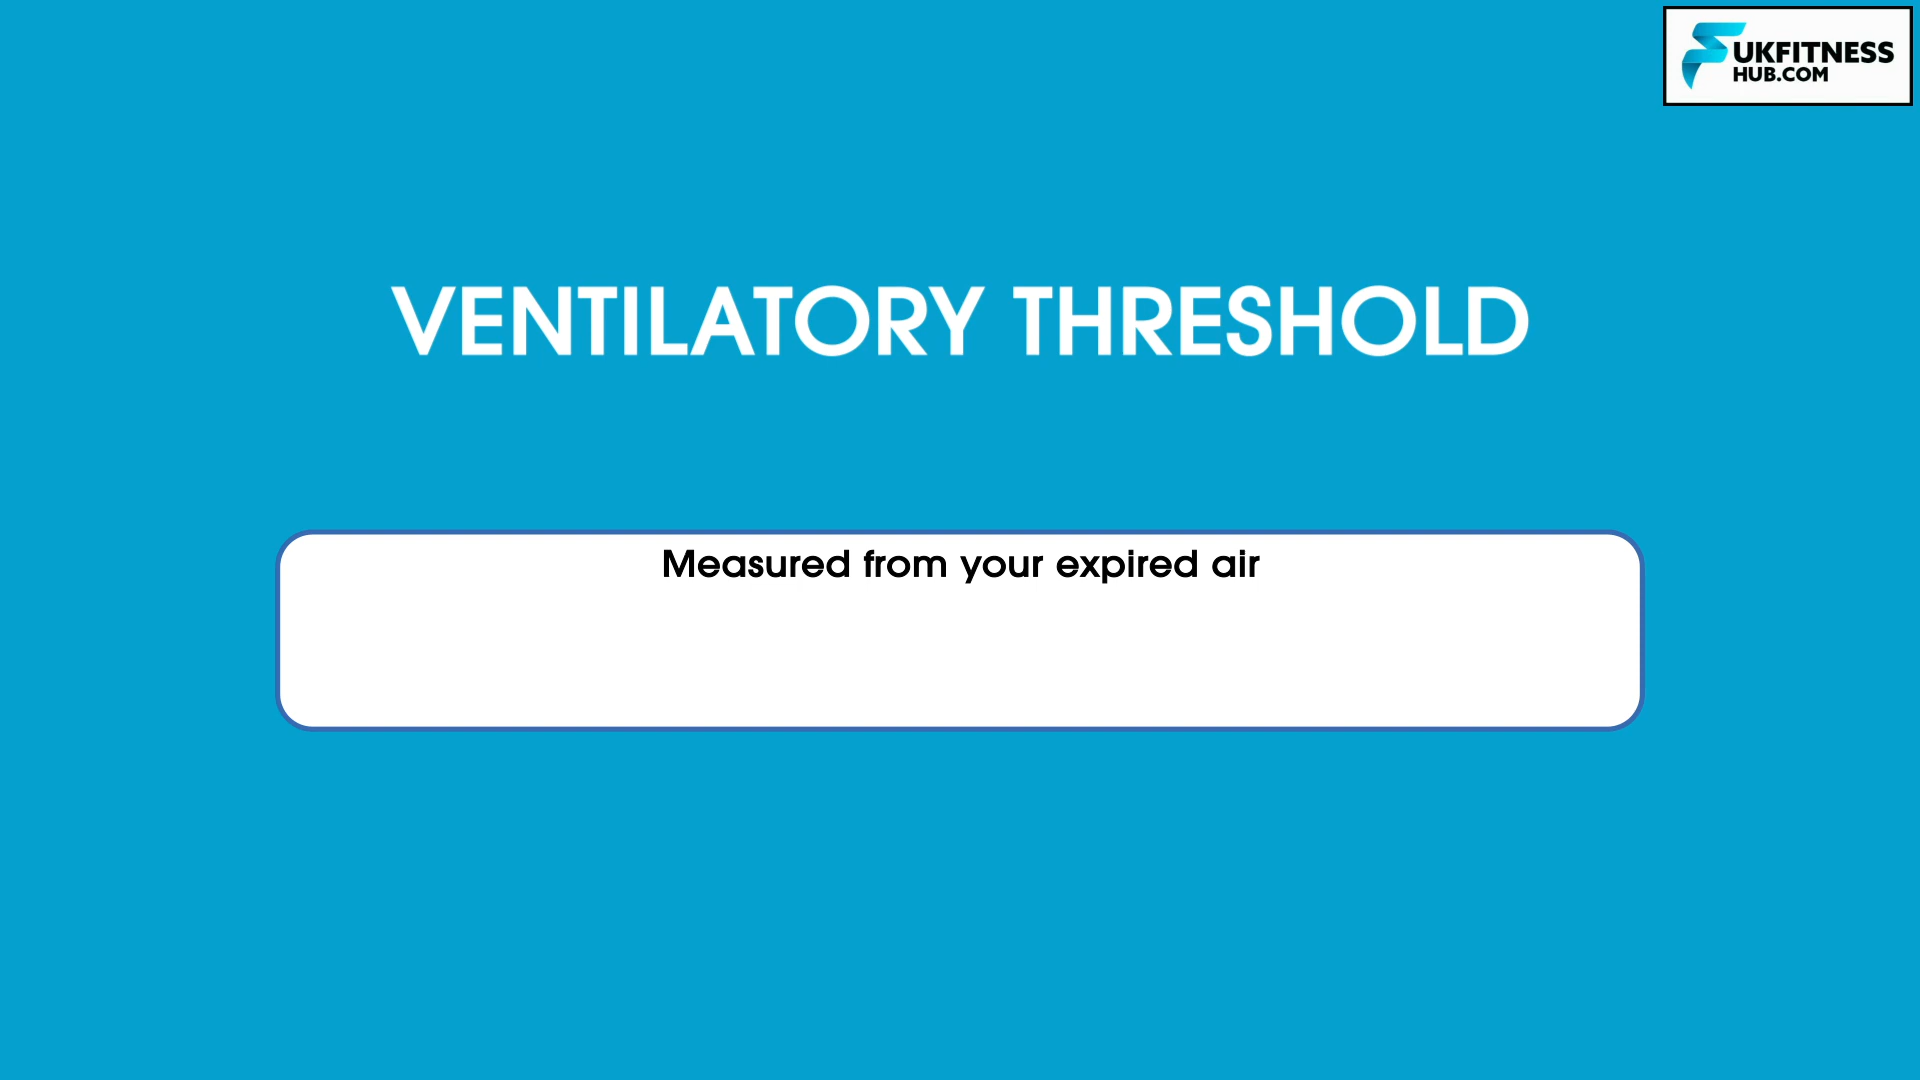 UKFITNESS
HUB.COM
VENTILATORY THRESHOLD
Measured from your expired air